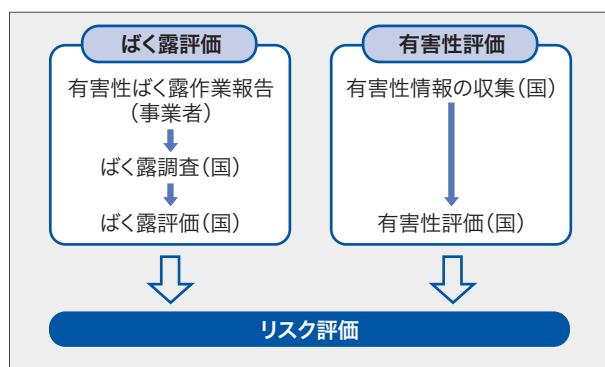 ばく露評価
有害性ばく露作業報告
(事業者)
ばく露調査(国)
ばく露評価(国)
有害性評価
有害性情報の収集(国)
有害性評価(国)
リスク評価